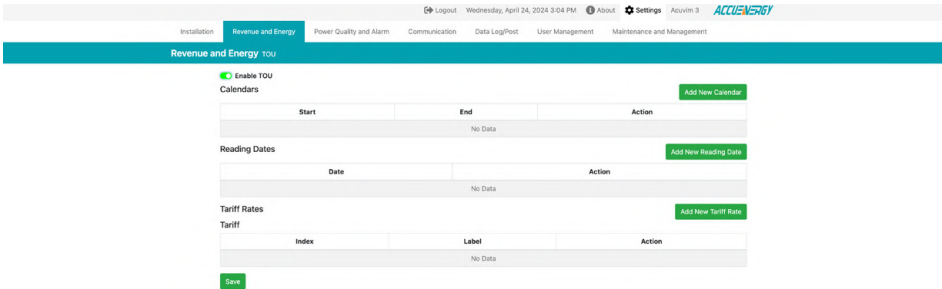 Logout Wednesday, April 24, 2024 3:04 PM About Settings Acuvim 3 ACCUENERGY
Installation Revenue and Energy Power Quality and Alarm Communication Data Log/Post User Management Maintenance and Management
Revenue and Energy TOU
Enable TOU
Calendars Add New Calendar
Start End Action
No Data
Reading Dates Add New Reading Date
Date Action
No Data
Tariff Rates Add New Tariff Rate
Tariff
Index Label Action
No Data
Save